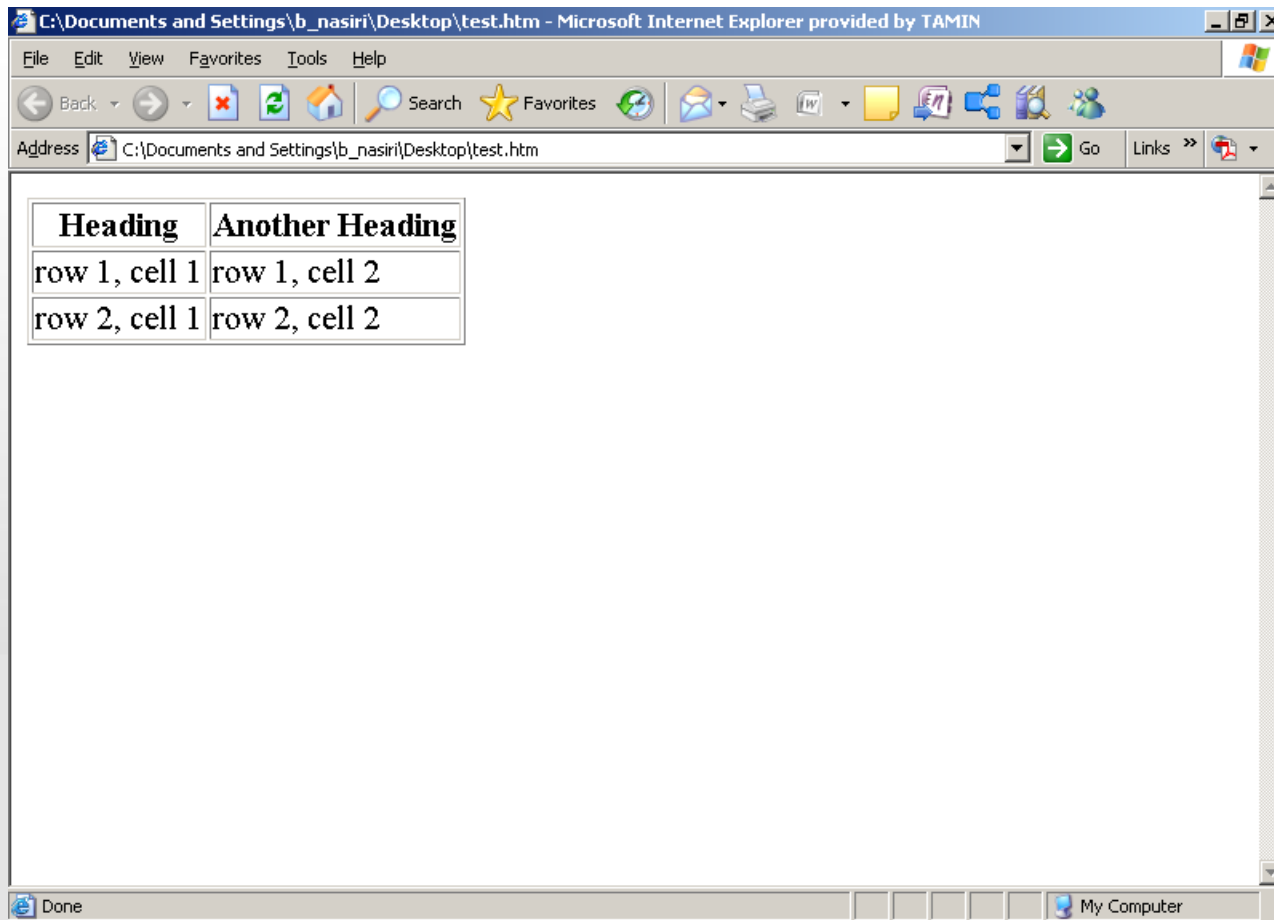 C:\Documents and Settings\b_nasiri\Desktop\test.htm - Microsoft Internet Explorer provided by TAMIN
File Edit View Favorites Tools Help
Back Search Favorites
Address C:\Documents and Settings\b_nasiri\Desktop\test.htm Go Links »
Heading Another Heading
row 1, cell 1 row 1, cell 2
row 2, cell 1 row 2, cell 2
Done My Computer